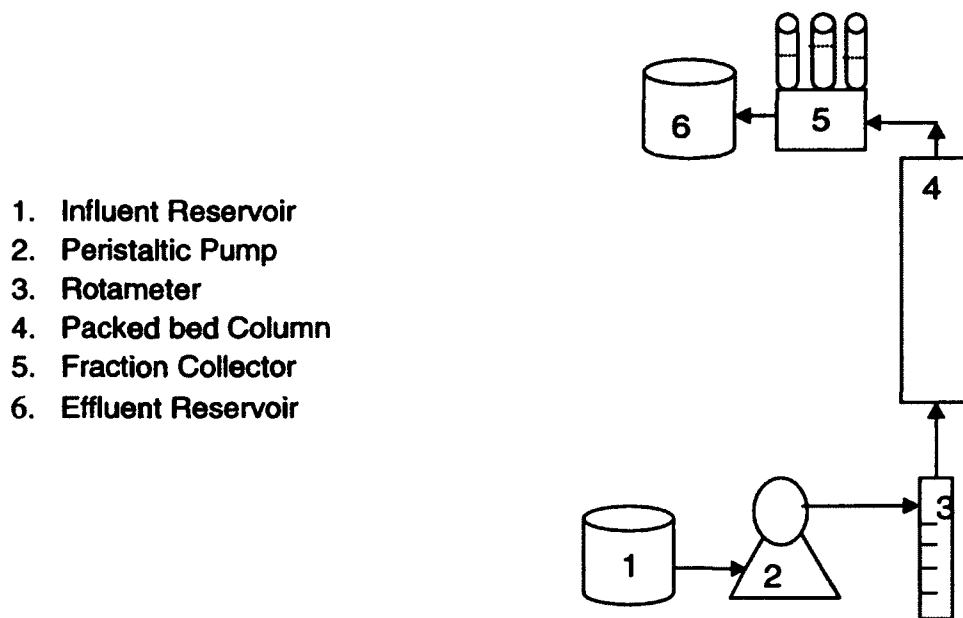 1. Influent Reservoir
2. Peristaltic Pump
3. Rotameter
4. Packed bed Column
5. Fraction Collector
6. Effluent Reservoir
6
5
4
3
1
2